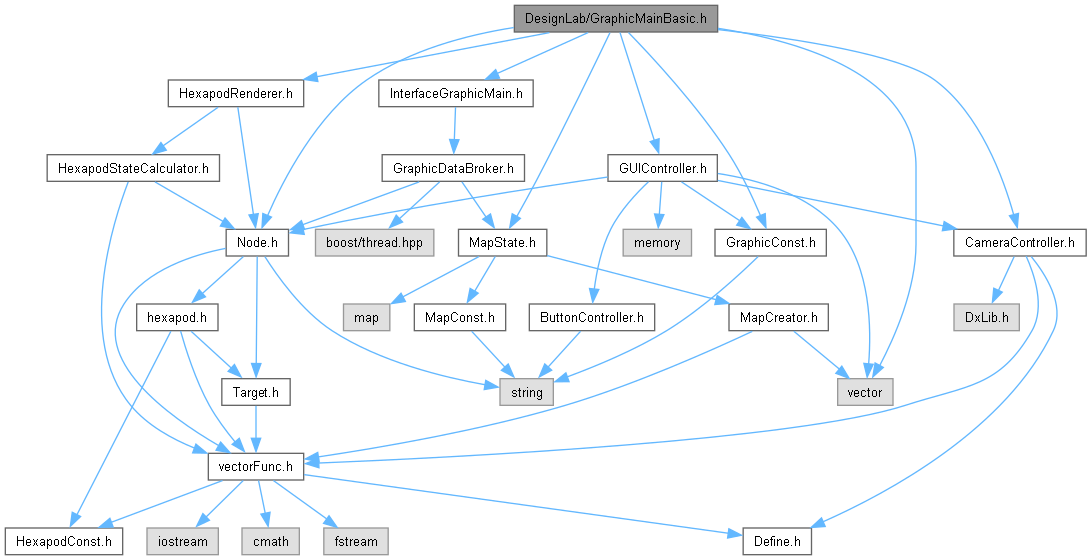 DesignLab/GraphicMainBasic.h
HexapodRenderer.h
InterfaceGraphicMain.h
HexapodStateCalculator.h
GraphicDataBroker.h
GUIController.h
Node.h
boost/thread.hpp
MapState.h
memory
GraphicConst.h
CameraController.h
hexapod.h
map
MapConst.h
ButtonController.h
MapCreator.h
DxLib.h
Target.h
string
vector
vectorFunc.h
HexapodConst.h
iostream
cmath
fstream
Define.h